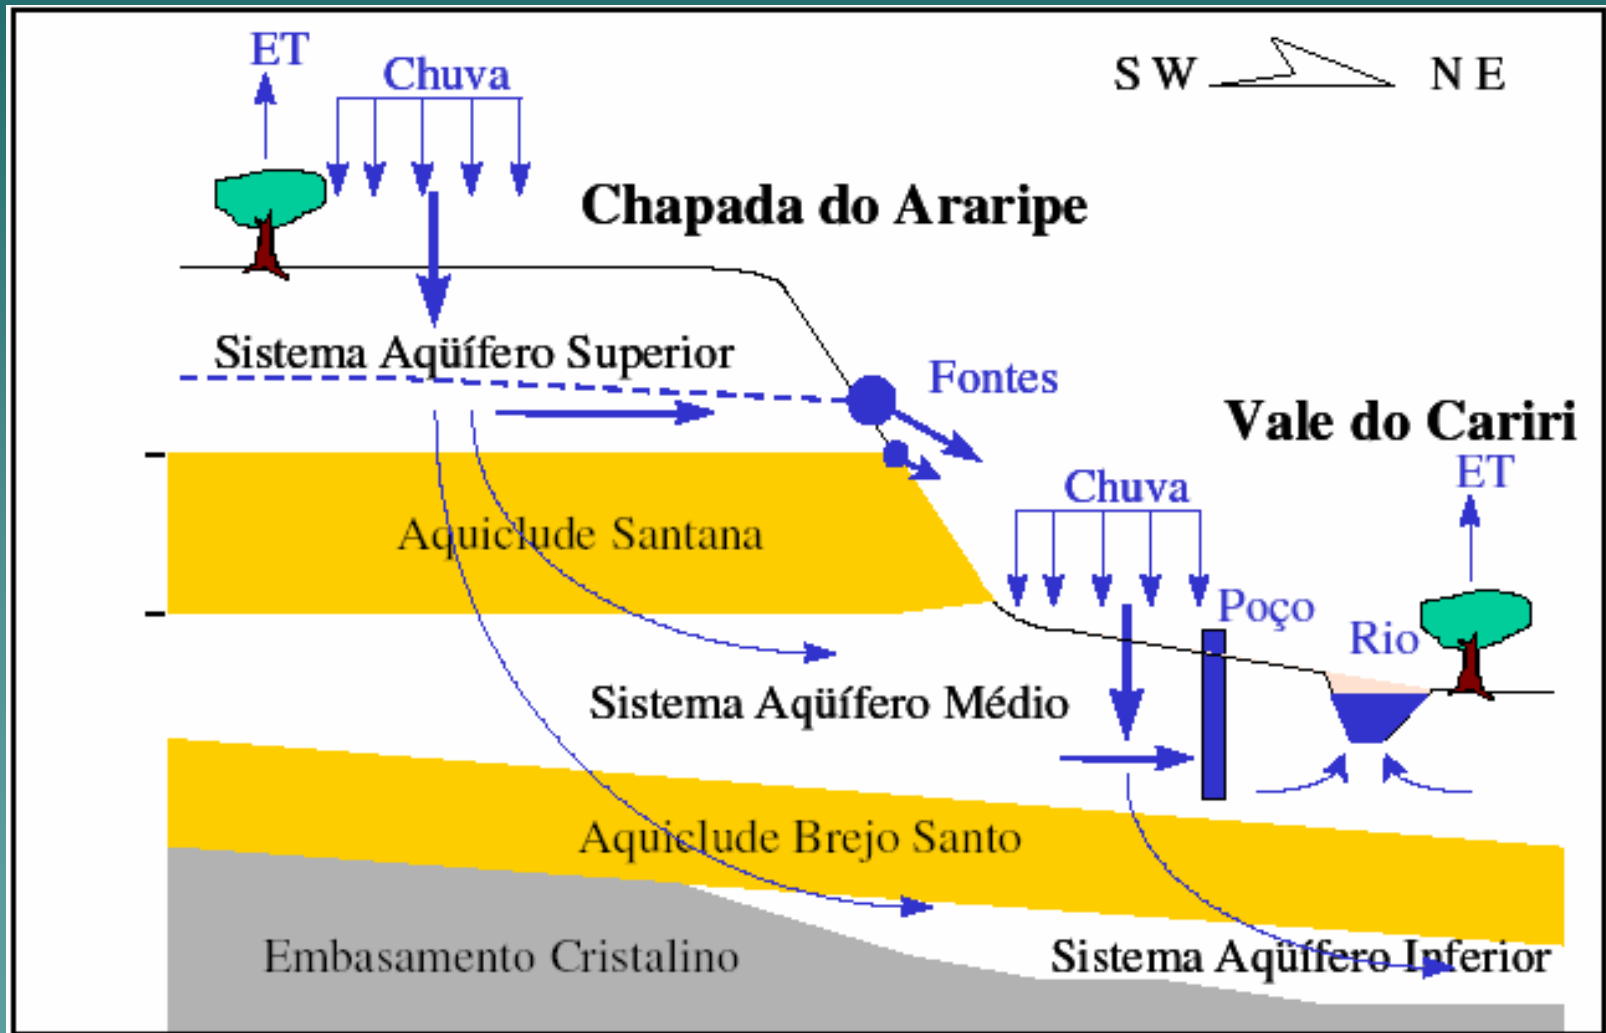 ET
Chuva
S W
N E
Chapada do Araripe
Sistema Aqüífero Superior
Fontes
Vale do Cariri
ET
Chuva
Aquiclude Santana
Poço
Rio
Sistema Aqüífero Médio
Aquiclude Brejo Santo
Embasamento Cristalino
Sistema Aqüífero Inferior